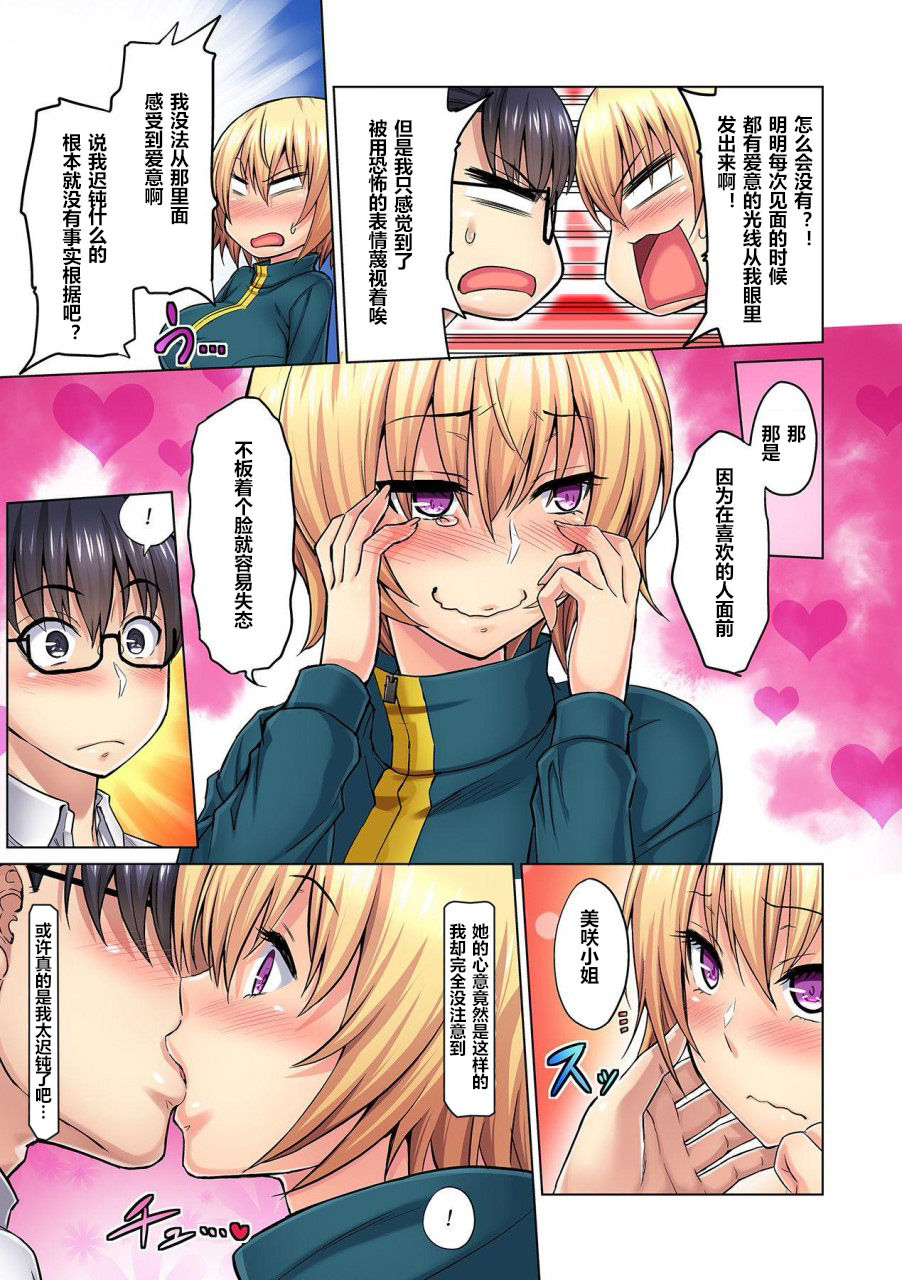 怎么会没有？！
明明每次见面的时候
都有爱意的光线从我眼里
发出来啊！
但是我只感觉到了
被用恐怖的表情蔑视着唉
我没法从那里面
感受到爱意啊
说我迟钝什么的
根本就没有事实根据吧？
う…
那
那是
因为在喜欢的人面前
不板着个脸就容易失态
！
美咲小姐
…
スッ
她的心意竟然是这样的
我却完全没注意到
！
或许真的是我太迟钝了吧…
チュ…♥